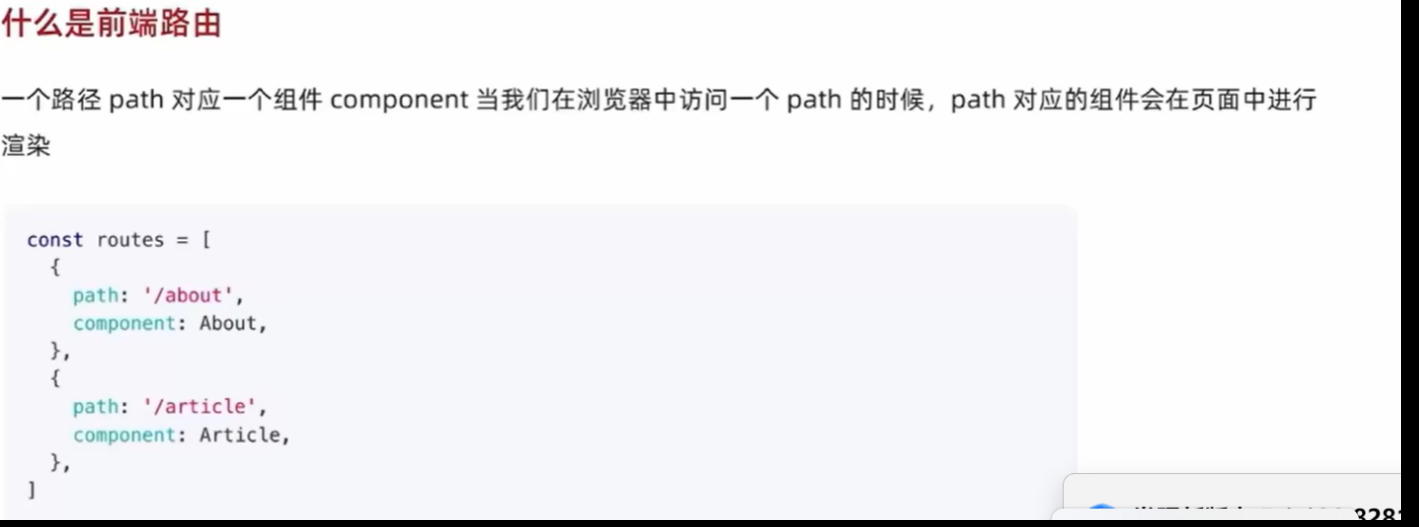 什么是前端路由
一个路径 path 对应一个组件 component 当我们在浏览器中访问一个 path 的时候，path 对应的组件会在页面中进行
渲染
const routes = [
  {
    path: '/about',
    component: About,
  },
  {
    path: '/article',
    component: Article,
  },
]